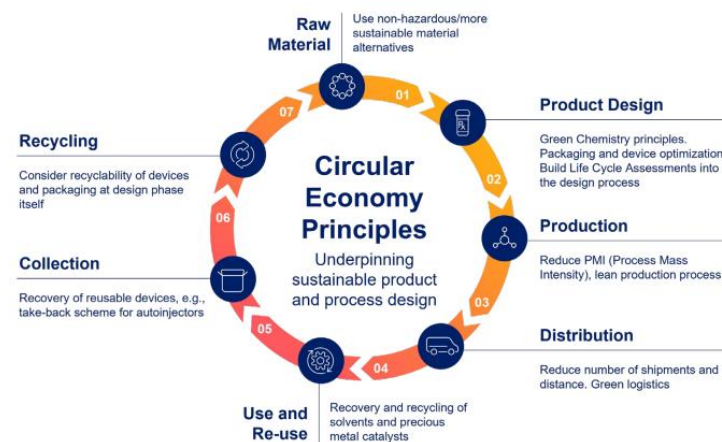 Raw
Material
Use non-hazardous/more
sustainable material
alternatives
01
Product Design
Green Chemistry principles.
Packaging and device optimization
Build Life Cycle Assessments into
the design process
02
Production
Reduce PMI (Process Mass
Intensity), lean production process
03
Distribution
Reduce number of shipments and
distance. Green logistics
04
Use and
Re-use
Recovery and recycling of
solvents and precious
metal catalysts
05
Collection
Recovery of reusable devices, e.g.,
take-back scheme for autoinjectors
06
Recycling
Consider recyclability of devices
and packaging at design phase
itself
07
Circular
Economy
Principles
Underpinning
sustainable product
and process design